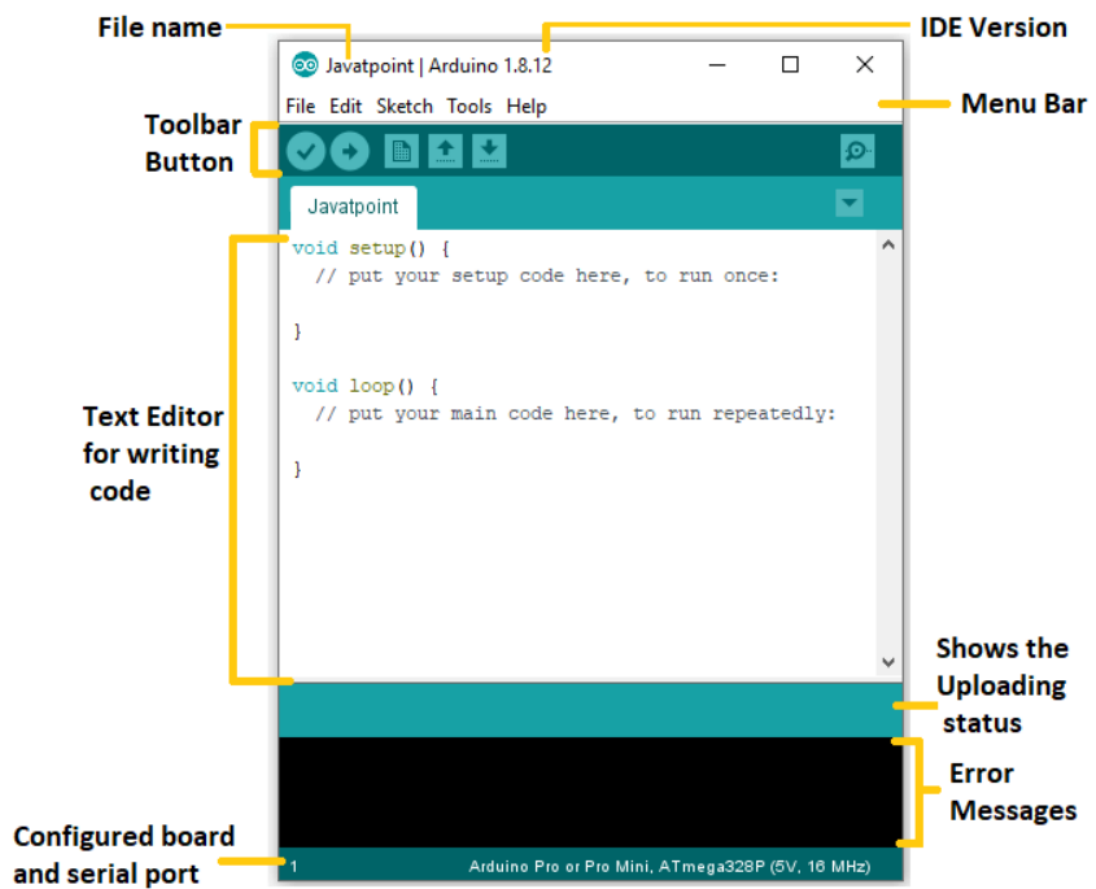 File name
IDE Version
Javatpoint | Arduino 1.8.12
File Edit Sketch Tools Help
Menu Bar
Toolbar
Button
Javatpoint
void setup() {
// put your setup code here, to run once:
}
void loop() {
// put your main code here, to run repeatedly:
}
Text Editor
for writing
code
Shows the
Uploading
status
Error
Messages
Configured board
and serial port
1
Arduino Pro or Pro Mini, ATmega328P (5V, 16 MHz)